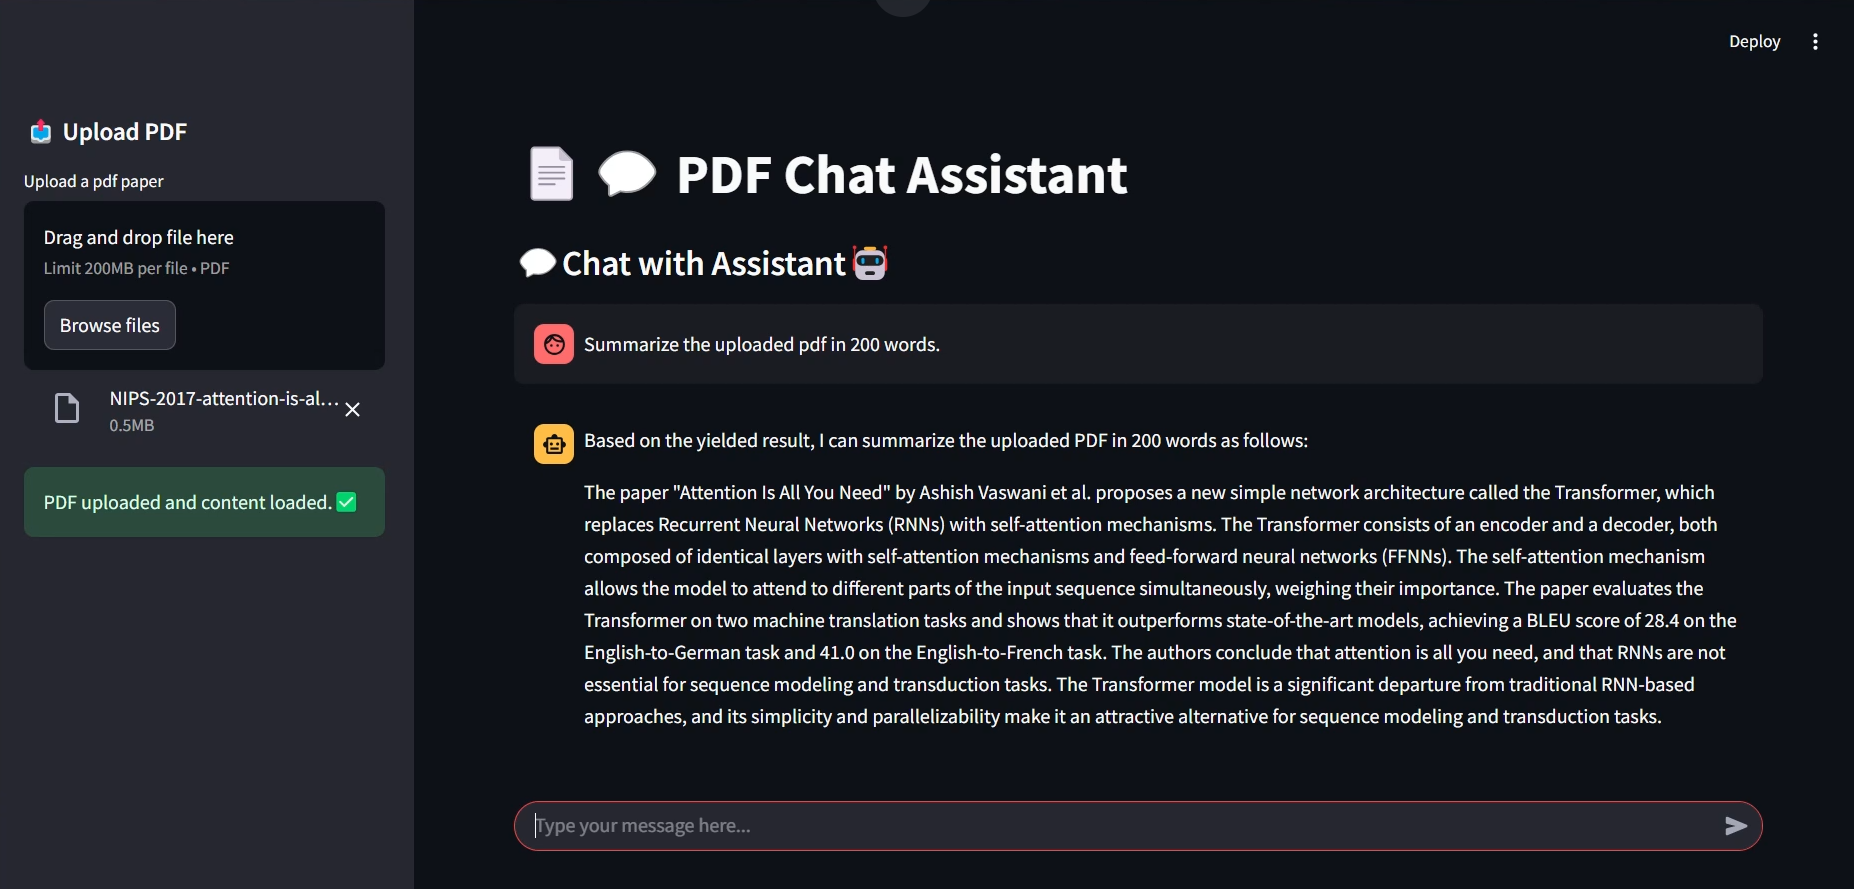 Deploy
Upload PDF
Upload a pdf paper
Drag and drop file here
Limit 200MB per file • PDF
Browse files
NIPS-2017-attention-is-al...
0.5MB
PDF uploaded and content loaded.
PDF Chat Assistant
Chat with Assistant
Summarize the uploaded pdf in 200 words.
Based on the yielded result, I can summarize the uploaded PDF in 200 words as follows:
The paper "Attention Is All You Need" by Ashish Vaswani et al. proposes a new simple network architecture called the Transformer, which
replaces Recurrent Neural Networks (RNNs) with self-attention mechanisms. The Transformer consists of an encoder and a decoder, both
composed of identical layers with self-attention mechanisms and feed-forward neural networks (FFNNs). The self-attention mechanism
allows the model to attend to different parts of the input sequence simultaneously, weighing their importance. The paper evaluates the
Transformer on two machine translation tasks and shows that it outperforms state-of-the-art models, achieving a BLEU score of 28.4 on the
English-to-German task and 41.0 on the English-to-French task. The authors conclude that attention is all you need, and that RNNs are not
essential for sequence modeling and transduction tasks. The Transformer model is a significant departure from traditional RNN-based
approaches, and its simplicity and parallelizability make it an attractive alternative for sequence modeling and transduction tasks.
Type your message here...